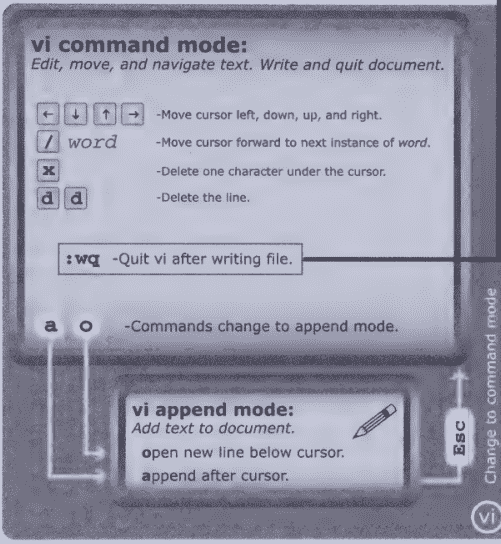 vi command mode:
Edit, move, and navigate text. Write and quit document.
← ↓ ↑ → -Move cursor left, down, up, and right.
/ word -Move cursor forward to next instance of word.
x -Delete one character under the cursor.
d d -Delete the line.
:wq -Quit vi after writing file.
a o -Commands change to append mode.
vi append mode:
Add text to document.
open new line below cursor.
append after cursor.
Esc
Change to command mode
vi